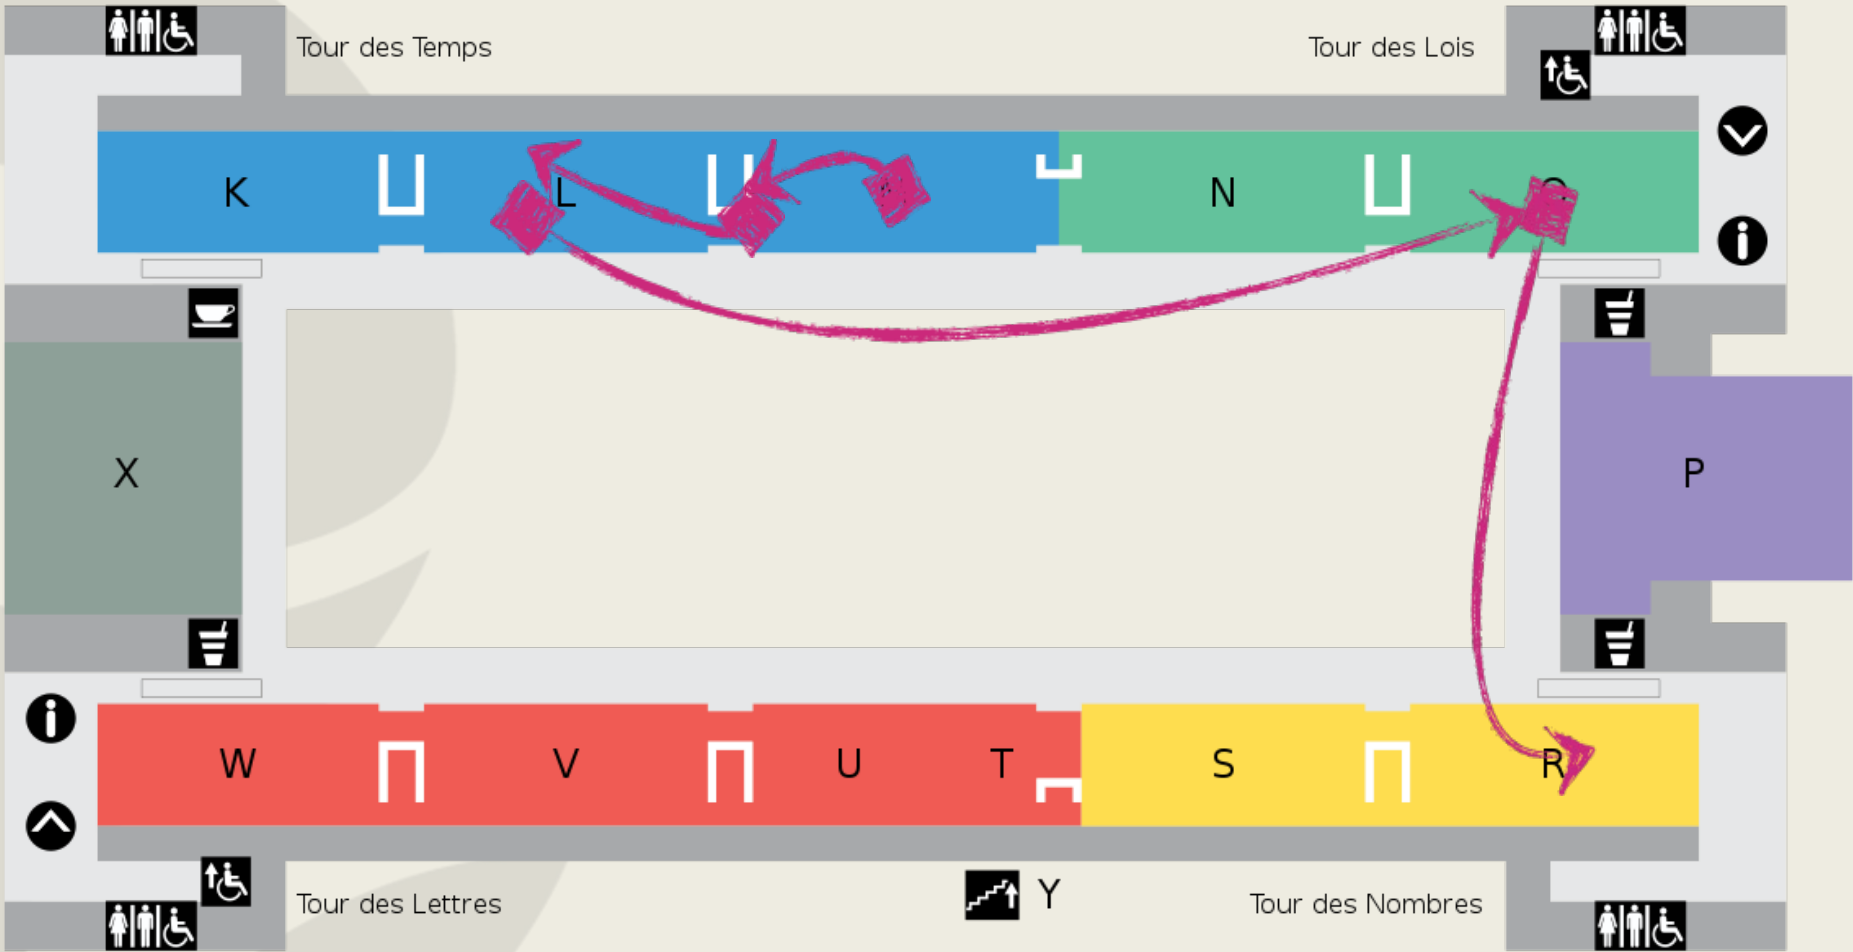 Tour des Temps
Tour des Lois
K
L
N
X
P
W
V
U
T
S
R
Tour des Lettres
Y
Tour des Nombres